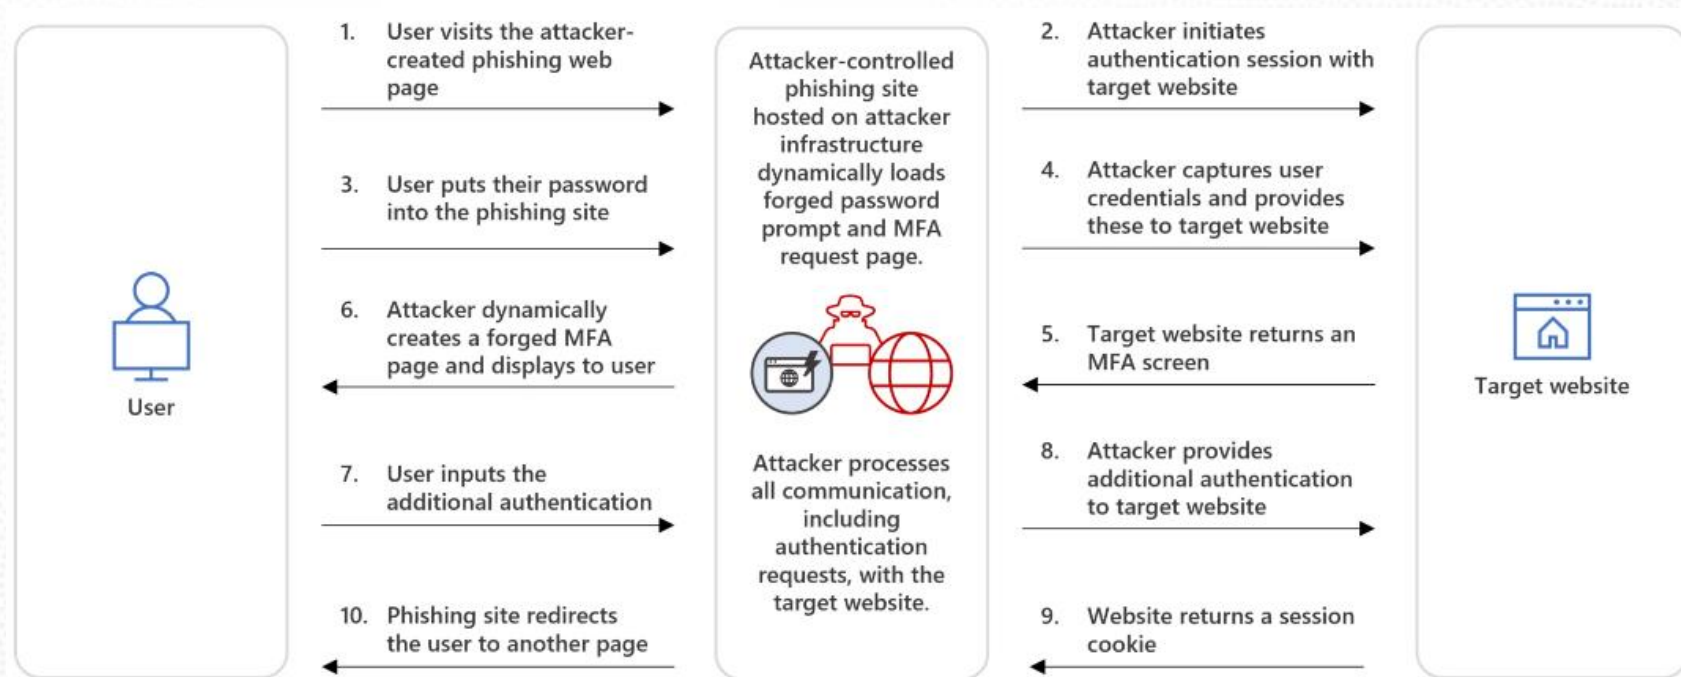 1. User visits the attacker-
created phishing web
page
Attacker-controlled
phishing site
hosted on attacker
infrastructure
dynamically loads
forged password
prompt and MFA
request page.
2. Attacker initiates
authentication session with
target website
3. User puts their password
into the phishing site
4. Attacker captures user
credentials and provides
these to target website
6. Attacker dynamically
creates a forged MFA
page and displays to user
5. Target website returns an
MFA screen
User
Target website
7. User inputs the
additional authentication
Attacker processes
all communication,
including
authentication
requests, with the
target website.
8. Attacker provides
additional authentication
to target website
10. Phishing site redirects
the user to another page
9. Website returns a session
cookie